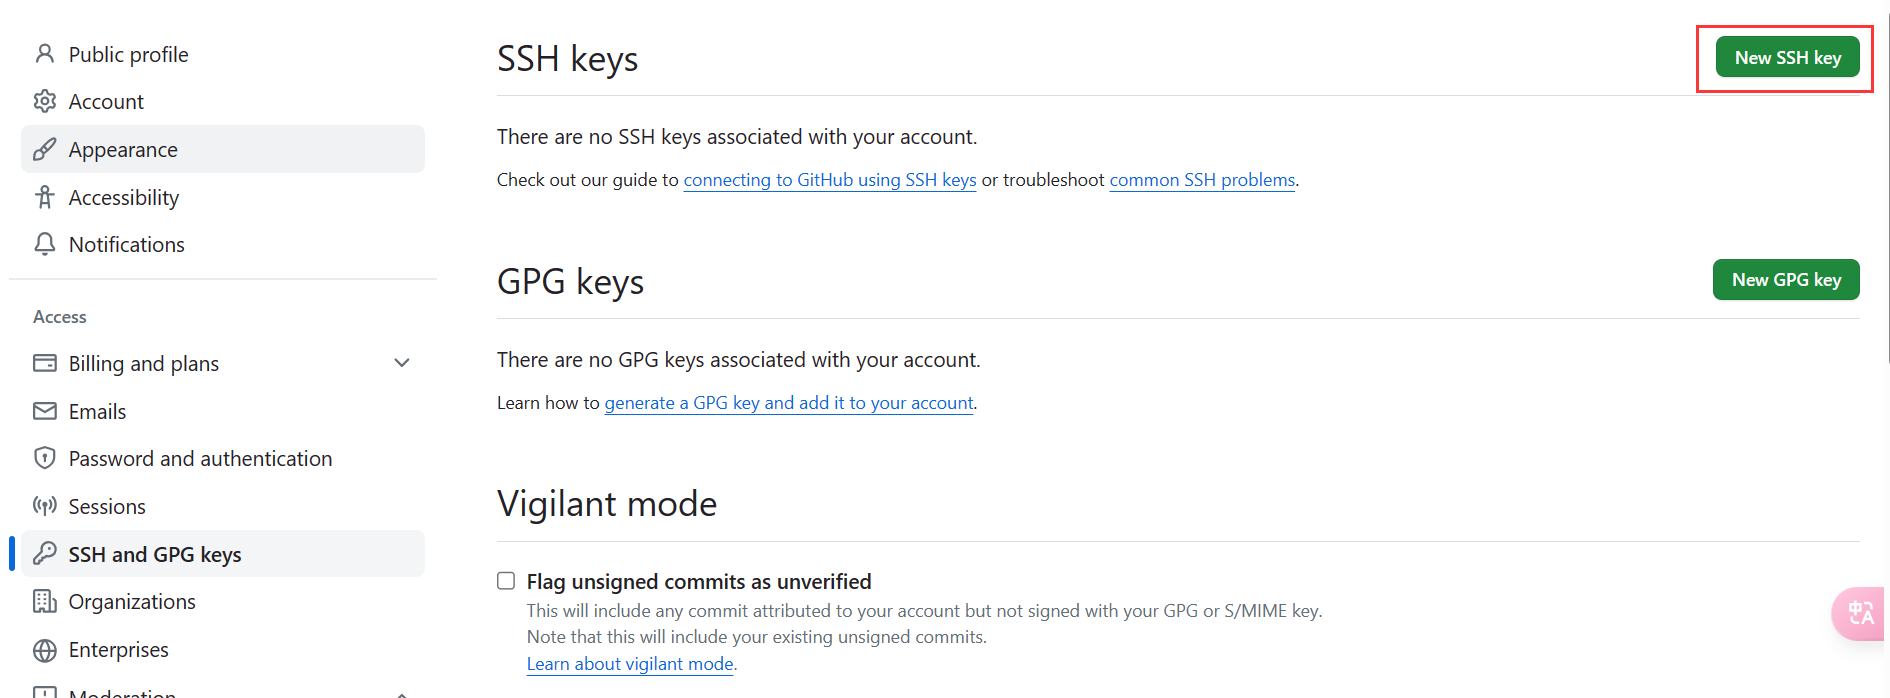 Public profile
Account
Appearance
Accessibility
Notifications
Access
Billing and plans
Emails
Password and authentication
Sessions
SSH and GPG keys
Organizations
Enterprises
Moderation
SSH keys
New SSH key
There are no SSH keys associated with your account.
Check out our guide to connecting to GitHub using SSH keys or troubleshoot common SSH problems.
GPG keys
New GPG key
There are no GPG keys associated with your account.
Learn how to generate a GPG key and add it to your account.
Vigilant mode
Flag unsigned commits as unverified
This will include any commit attributed to your account but not signed with your GPG or S/MIME key.
Note that this will include your existing unsigned commits.
Learn about vigilant mode.
中A